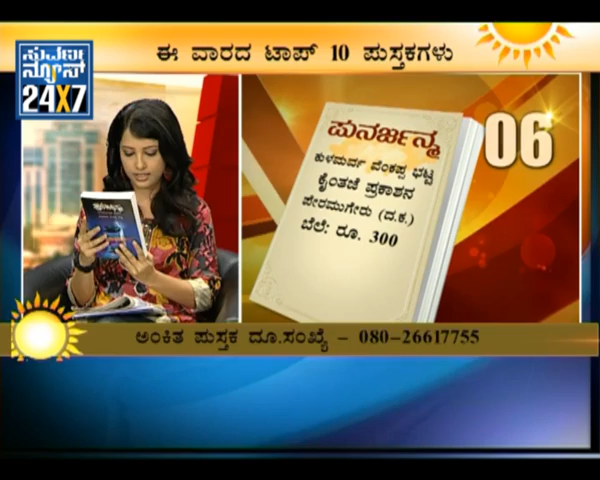 ಈ ವಾರದ ಟಾಪ್ 10 ಪುಸ್ತಕಗಳು
ಸುವರ್ಣ
ನ್ಯೂಸ್
24X7
06
ಪುನರ್ಜನ್ಮ
ಕುಳಮರ್ವ ವೆಂಕಪ್ಪ ಭಟ್ಟ
ಕೈಂತಜೆ ಪ್ರಕಾಶನ
ಪೇರಮುಗೇರು (ದ.ಕ.)
ಬೆಲೆ: ರೂ. 300
ಅಂಕಿತ ಪುಸ್ತಕ ದೂ.ಸಂಖ್ಯೆ – 080-26617755